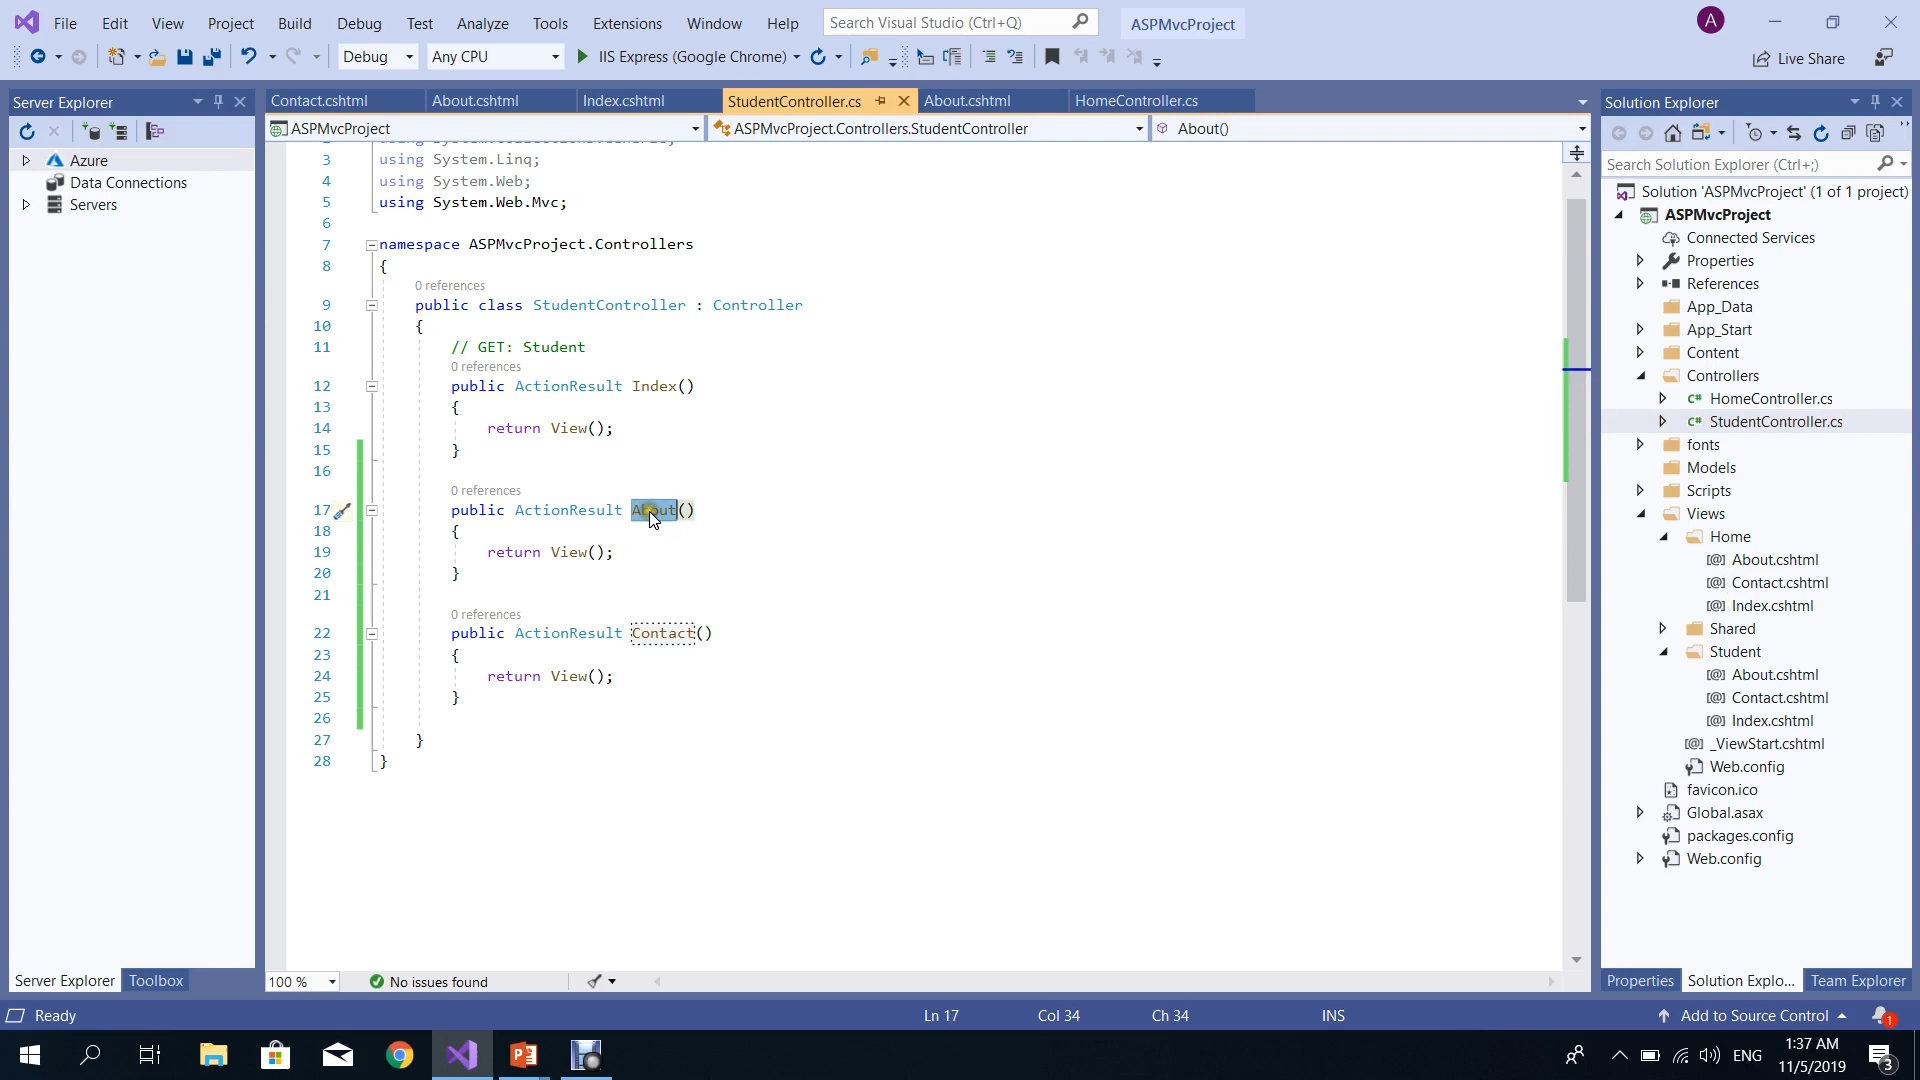 File Edit View Project Build Debug Test Analyze Tools Extensions Window Help Search Visual Studio (Ctrl+Q) ASPMvcProject A
Debug Any CPU IIS Express (Google Chrome) Live Share
Server Explorer
Azure
Data Connections
Servers
Server Explorer Toolbox
Contact.cshtml About.cshtml Index.cshtml StudentController.cs About.cshtml HomeController.cs
ASPMvcProject ASPMvcProject.Controllers.StudentController About()
3 using System.Linq;
4 using System.Web;
5 using System.Web.Mvc;
6
7 namespace ASPMvcProject.Controllers
8 {
0 references
9 public class StudentController : Controller
10 {
11 // GET: Student
0 references
12 public ActionResult Index()
13 {
14 return View();
15 }
16
0 references
17 public ActionResult About()
18 {
19 return View();
20 }
21
0 references
22 public ActionResult Contact()
23 {
24 return View();
25 }
26
27 }
28 }
100 % No issues found
Solution Explorer
Search Solution Explorer (Ctrl+;)
Solution 'ASPMvcProject' (1 of 1 project)
ASPMvcProject
Connected Services
Properties
References
App_Data
App_Start
Content
Controllers
C# HomeController.cs
C# StudentController.cs
fonts
Models
Scripts
Views
Home
[@] About.cshtml
[@] Contact.cshtml
[@] Index.cshtml
Shared
Student
[@] About.cshtml
[@] Contact.cshtml
[@] Index.cshtml
[@] _ViewStart.cshtml
Web.config
favicon.ico
Global.asax
packages.config
Web.config
Properties Solution Explo... Team Explorer
Ready Ln 17 Col 34 Ch 34 INS Add to Source Control 1
ENG 1:37 AM
11/5/2019 3